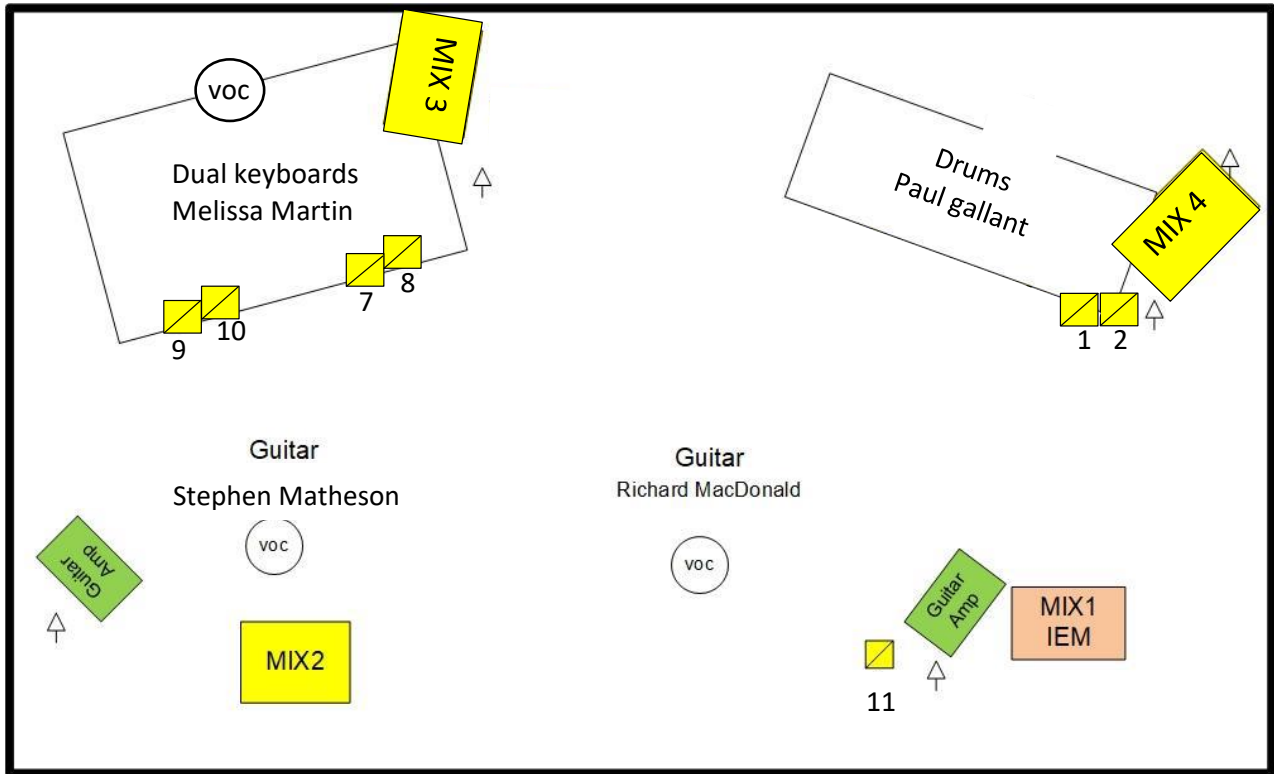 voc
MIX 3
Dual keyboards
Melissa Martin
Drums
Paul gallant
MIX 4
8
7
10
9
1
2
Guitar
Stephen Matheson
Guitar
Richard MacDonald
voc
voc
Guitar
Amp
Guitar
Amp
MIX1
IEM
MIX2
11